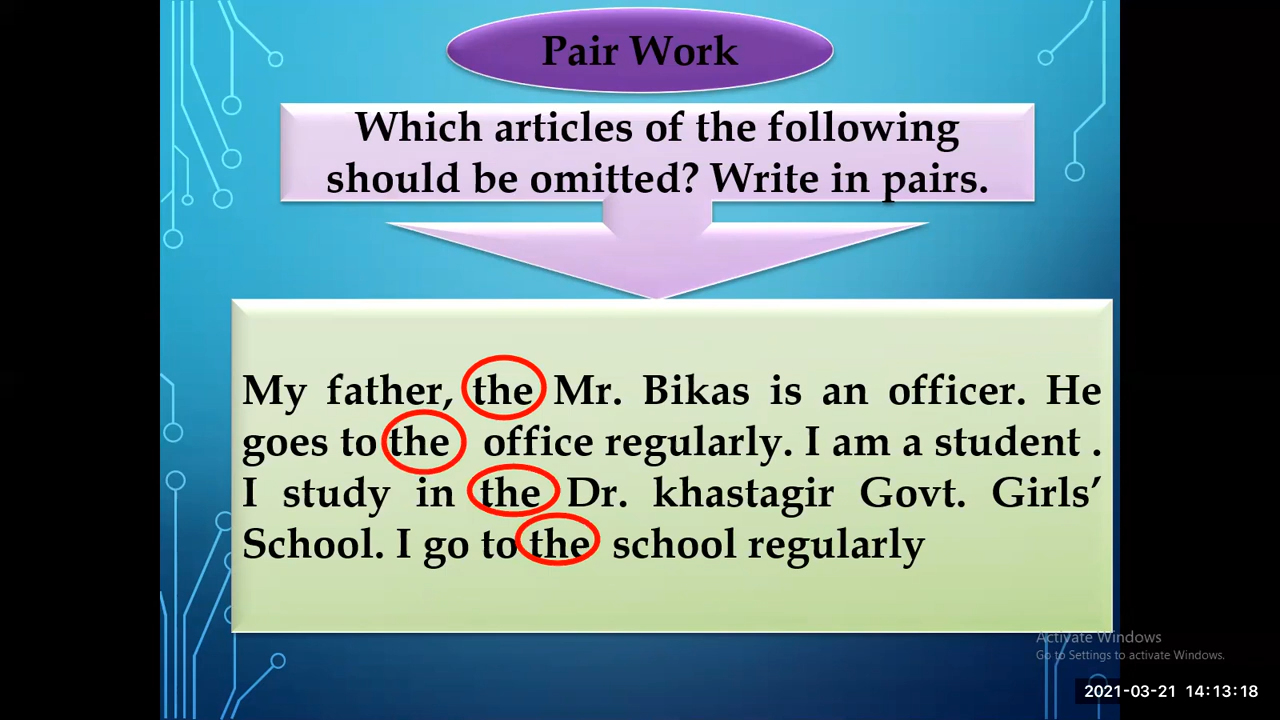 Pair Work
Which articles of the following
should be omitted? Write in pairs.
My father, the Mr. Bikas is an officer. He
goes to the office regularly. I am a student .
I study in the Dr. khastagir Govt. Girls’
School. I go to the school regularly
Activate Windows
Go to Settings to activate Windows.
2021-03-21 14:13:18